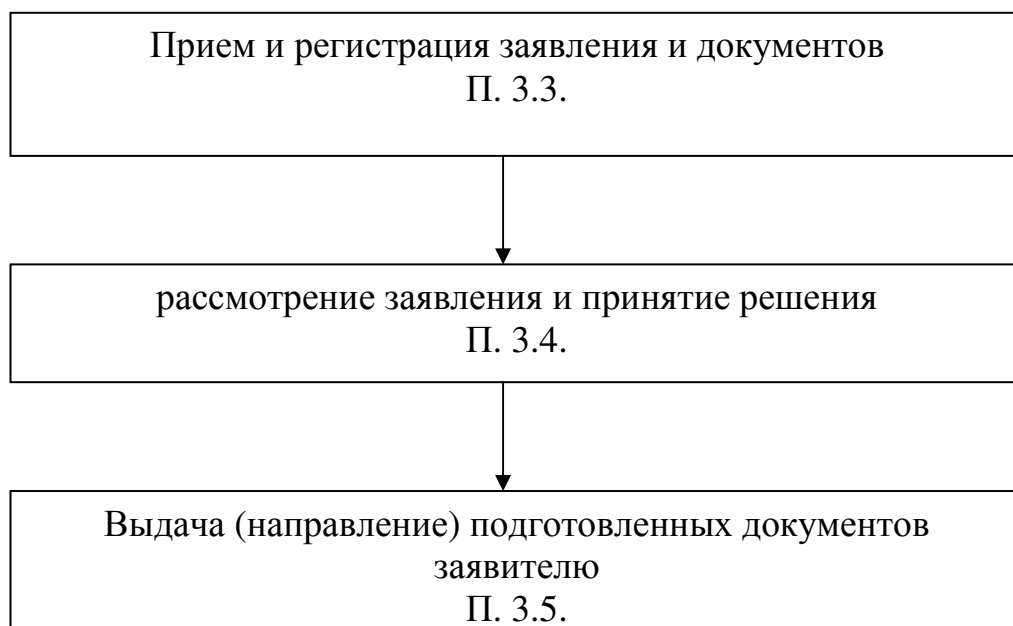 Прием и регистрация заявления и документов
П. 3.3.
рассмотрение заявления и принятие решения
П. 3.4.
Выдача (направление) подготовленных документов
заявителю
П. 3.5.